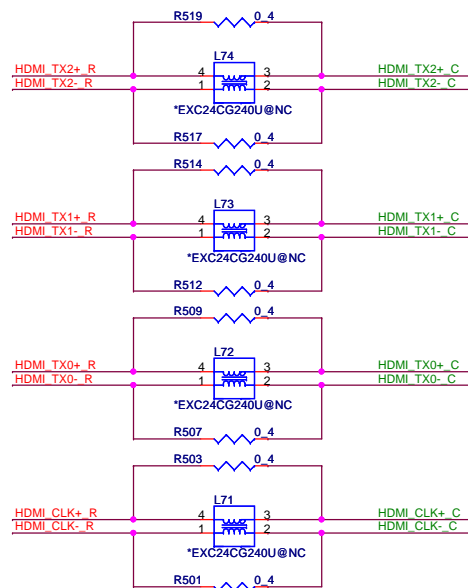 R519 0_4
L74
HDMI_TX2+_R 4 3 HDMI_TX2+_C
HDMI_TX2-_R 1 2 HDMI_TX2-_C
*EXC24CG240U@NC
R517 0_4
R514 0_4
L73
HDMI_TX1+_R 4 3 HDMI_TX1+_C
HDMI_TX1-_R 1 2 HDMI_TX1-_C
*EXC24CG240U@NC
R512 0_4
R509 0_4
L72
HDMI_TX0+_R 4 3 HDMI_TX0+_C
HDMI_TX0-_R 1 2 HDMI_TX0-_C
*EXC24CG240U@NC
R507 0_4
R503 0_4
L71
HDMI_CLK+_R 4 3 HDMI_CLK+_C
HDMI_CLK-_R 1 2 HDMI_CLK-_C
*EXC24CG240U@NC
R501 0_4